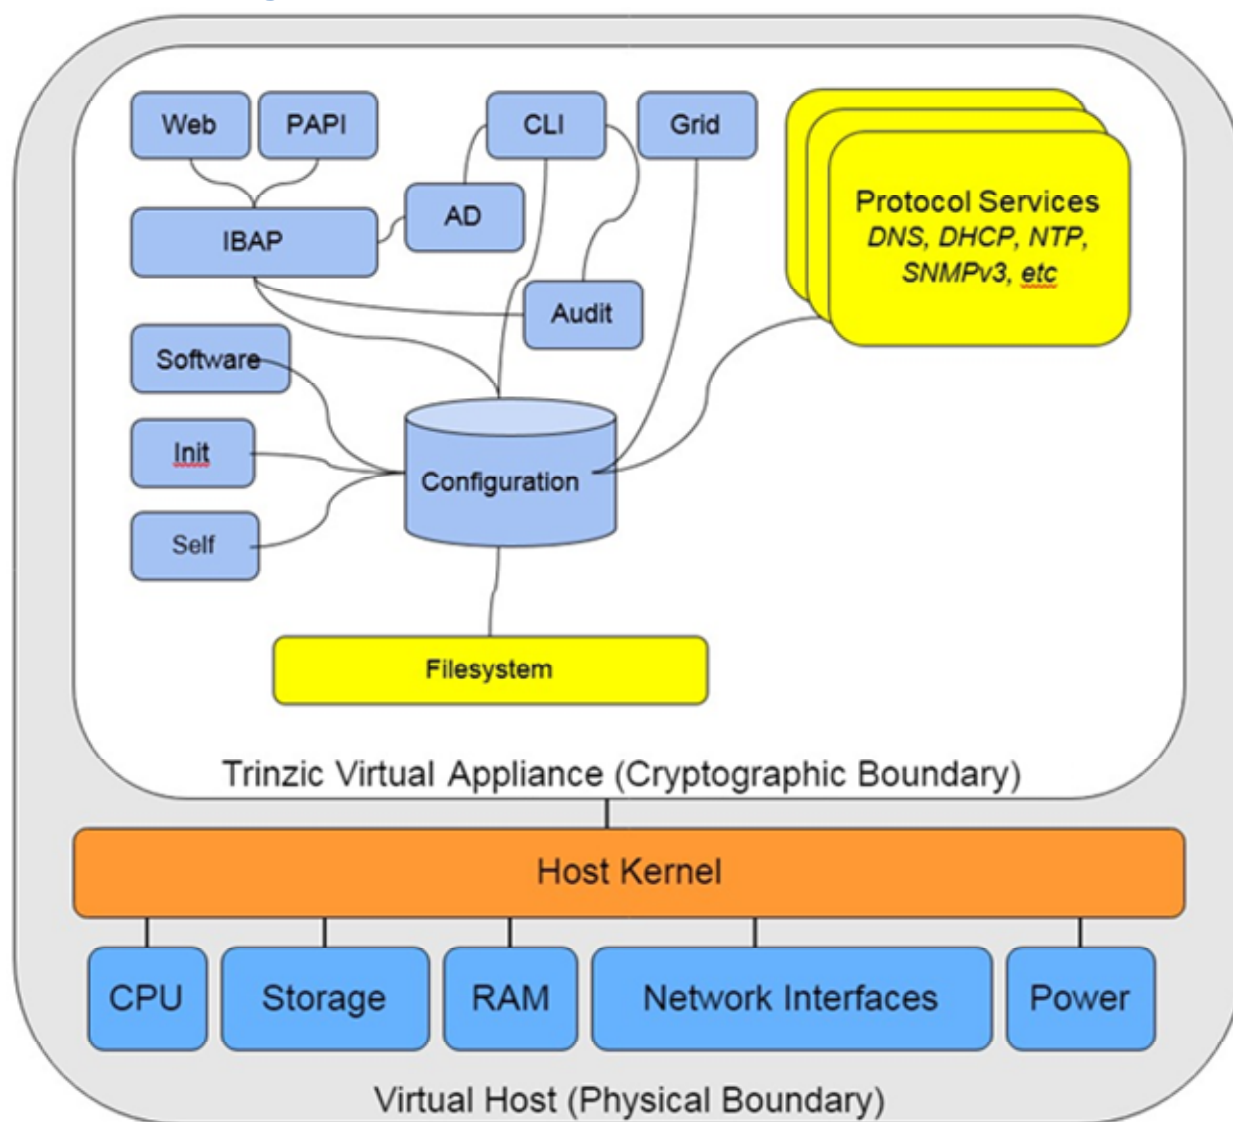 Web
PAPI
CLI
Grid
IBAP
AD
Audit
Protocol Services
DNS, DHCP, NTP,
SNMPv3, etc
Software
Init
Self
Configuration
Filesystem
Trinzic Virtual Appliance (Cryptographic Boundary)
Host Kernel
CPU
Storage
RAM
Network Interfaces
Power
Virtual Host (Physical Boundary)